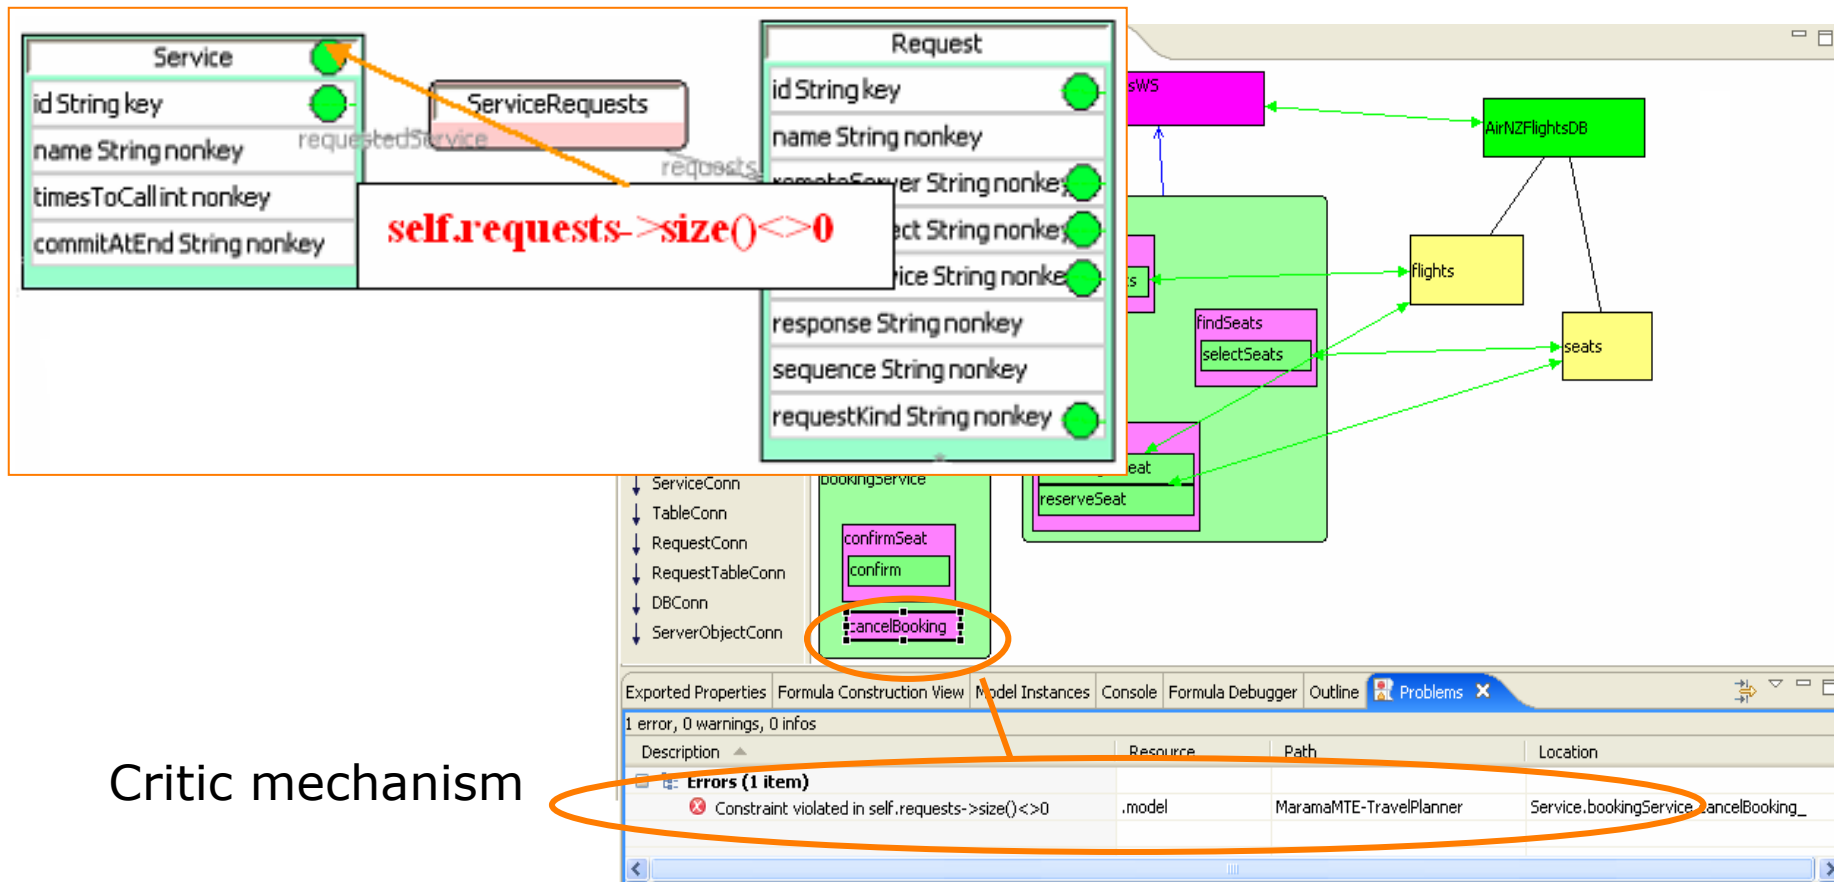 Service
id String key
name String nonkey
timesToCall int nonkey
commitAtEnd String nonkey
ServiceRequests
requestedService
requests
self.requests->size()<>0
Request
id String key
name String nonkey
remoteServer String nonkey
ect String nonkey
vice String nonke
response String nonkey
sequence String nonkey
requestKind String nonkey
sWS
AirNZFlightsDB
flights
seats
s
findSeats
selectSeats
eat
reserveSeat
ServiceConn
TableConn
RequestConn
RequestTableConn
DBConn
ServerObjectConn
bookingService
confirmSeat
confirm
cancelBooking
Exported Properties Formula Construction View Model Instances Console Formula Debugger Outline Problems
1 error, 0 warnings, 0 infos
Description Resource Path Location
Errors (1 item)
Constraint violated in self.requests->size()<>0 .model MaramaMTE-TravelPlanner Service.bookingService.cancelBooking_
Critic mechanism